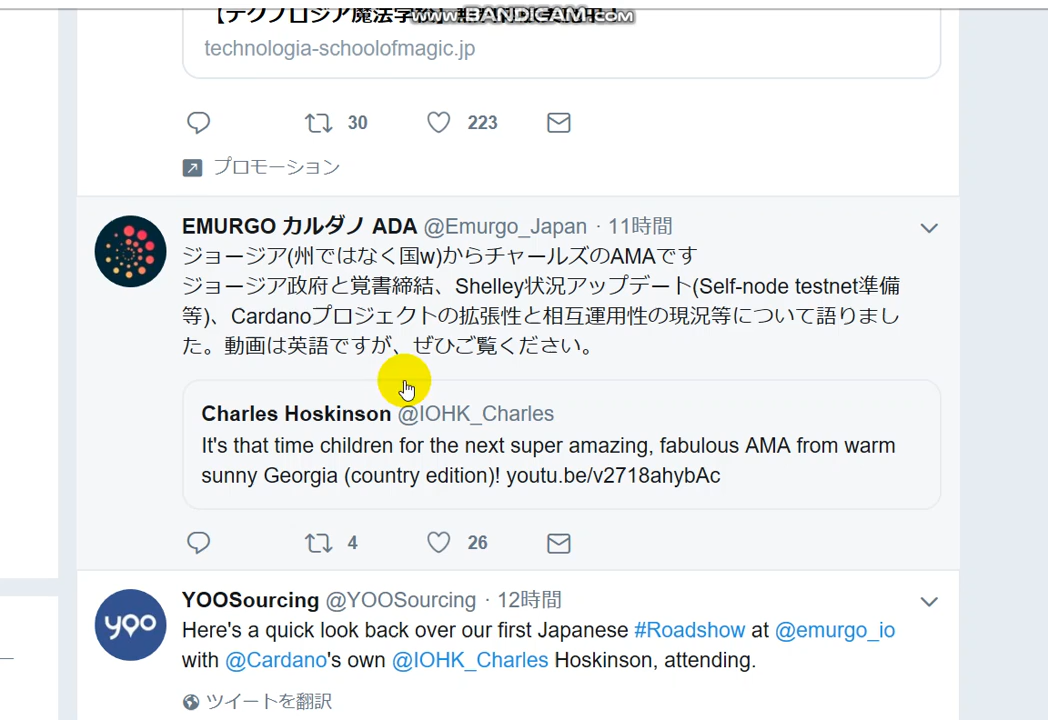 www.BANDICAM.com
technologia-schoolofmagic.jp
30 223
プロモーション
EMURGO カルダノ ADA @Emurgo_Japan · 11時間
ジョージア(州ではなく国w)からチャールズのAMAです
ジョージア政府と覚書締結、Shelley状況アップデート(Self-node testnet準備
等)、Cardanoプロジェクトの拡張性と相互運用性の現況等について語りまし
た。動画は英語ですが、ぜひご覧ください。
Charles Hoskinson @IOHK_Charles
It's that time children for the next super amazing, fabulous AMA from warm
sunny Georgia (country edition)! youtu.be/v2718ahybAc
4 26
YOOSourcing @YOOSourcing · 12時間
yoo
Here's a quick look back over our first Japanese #Roadshow at @emurgo_io
with @Cardano's own @IOHK_Charles Hoskinson, attending.
ツイートを翻訳